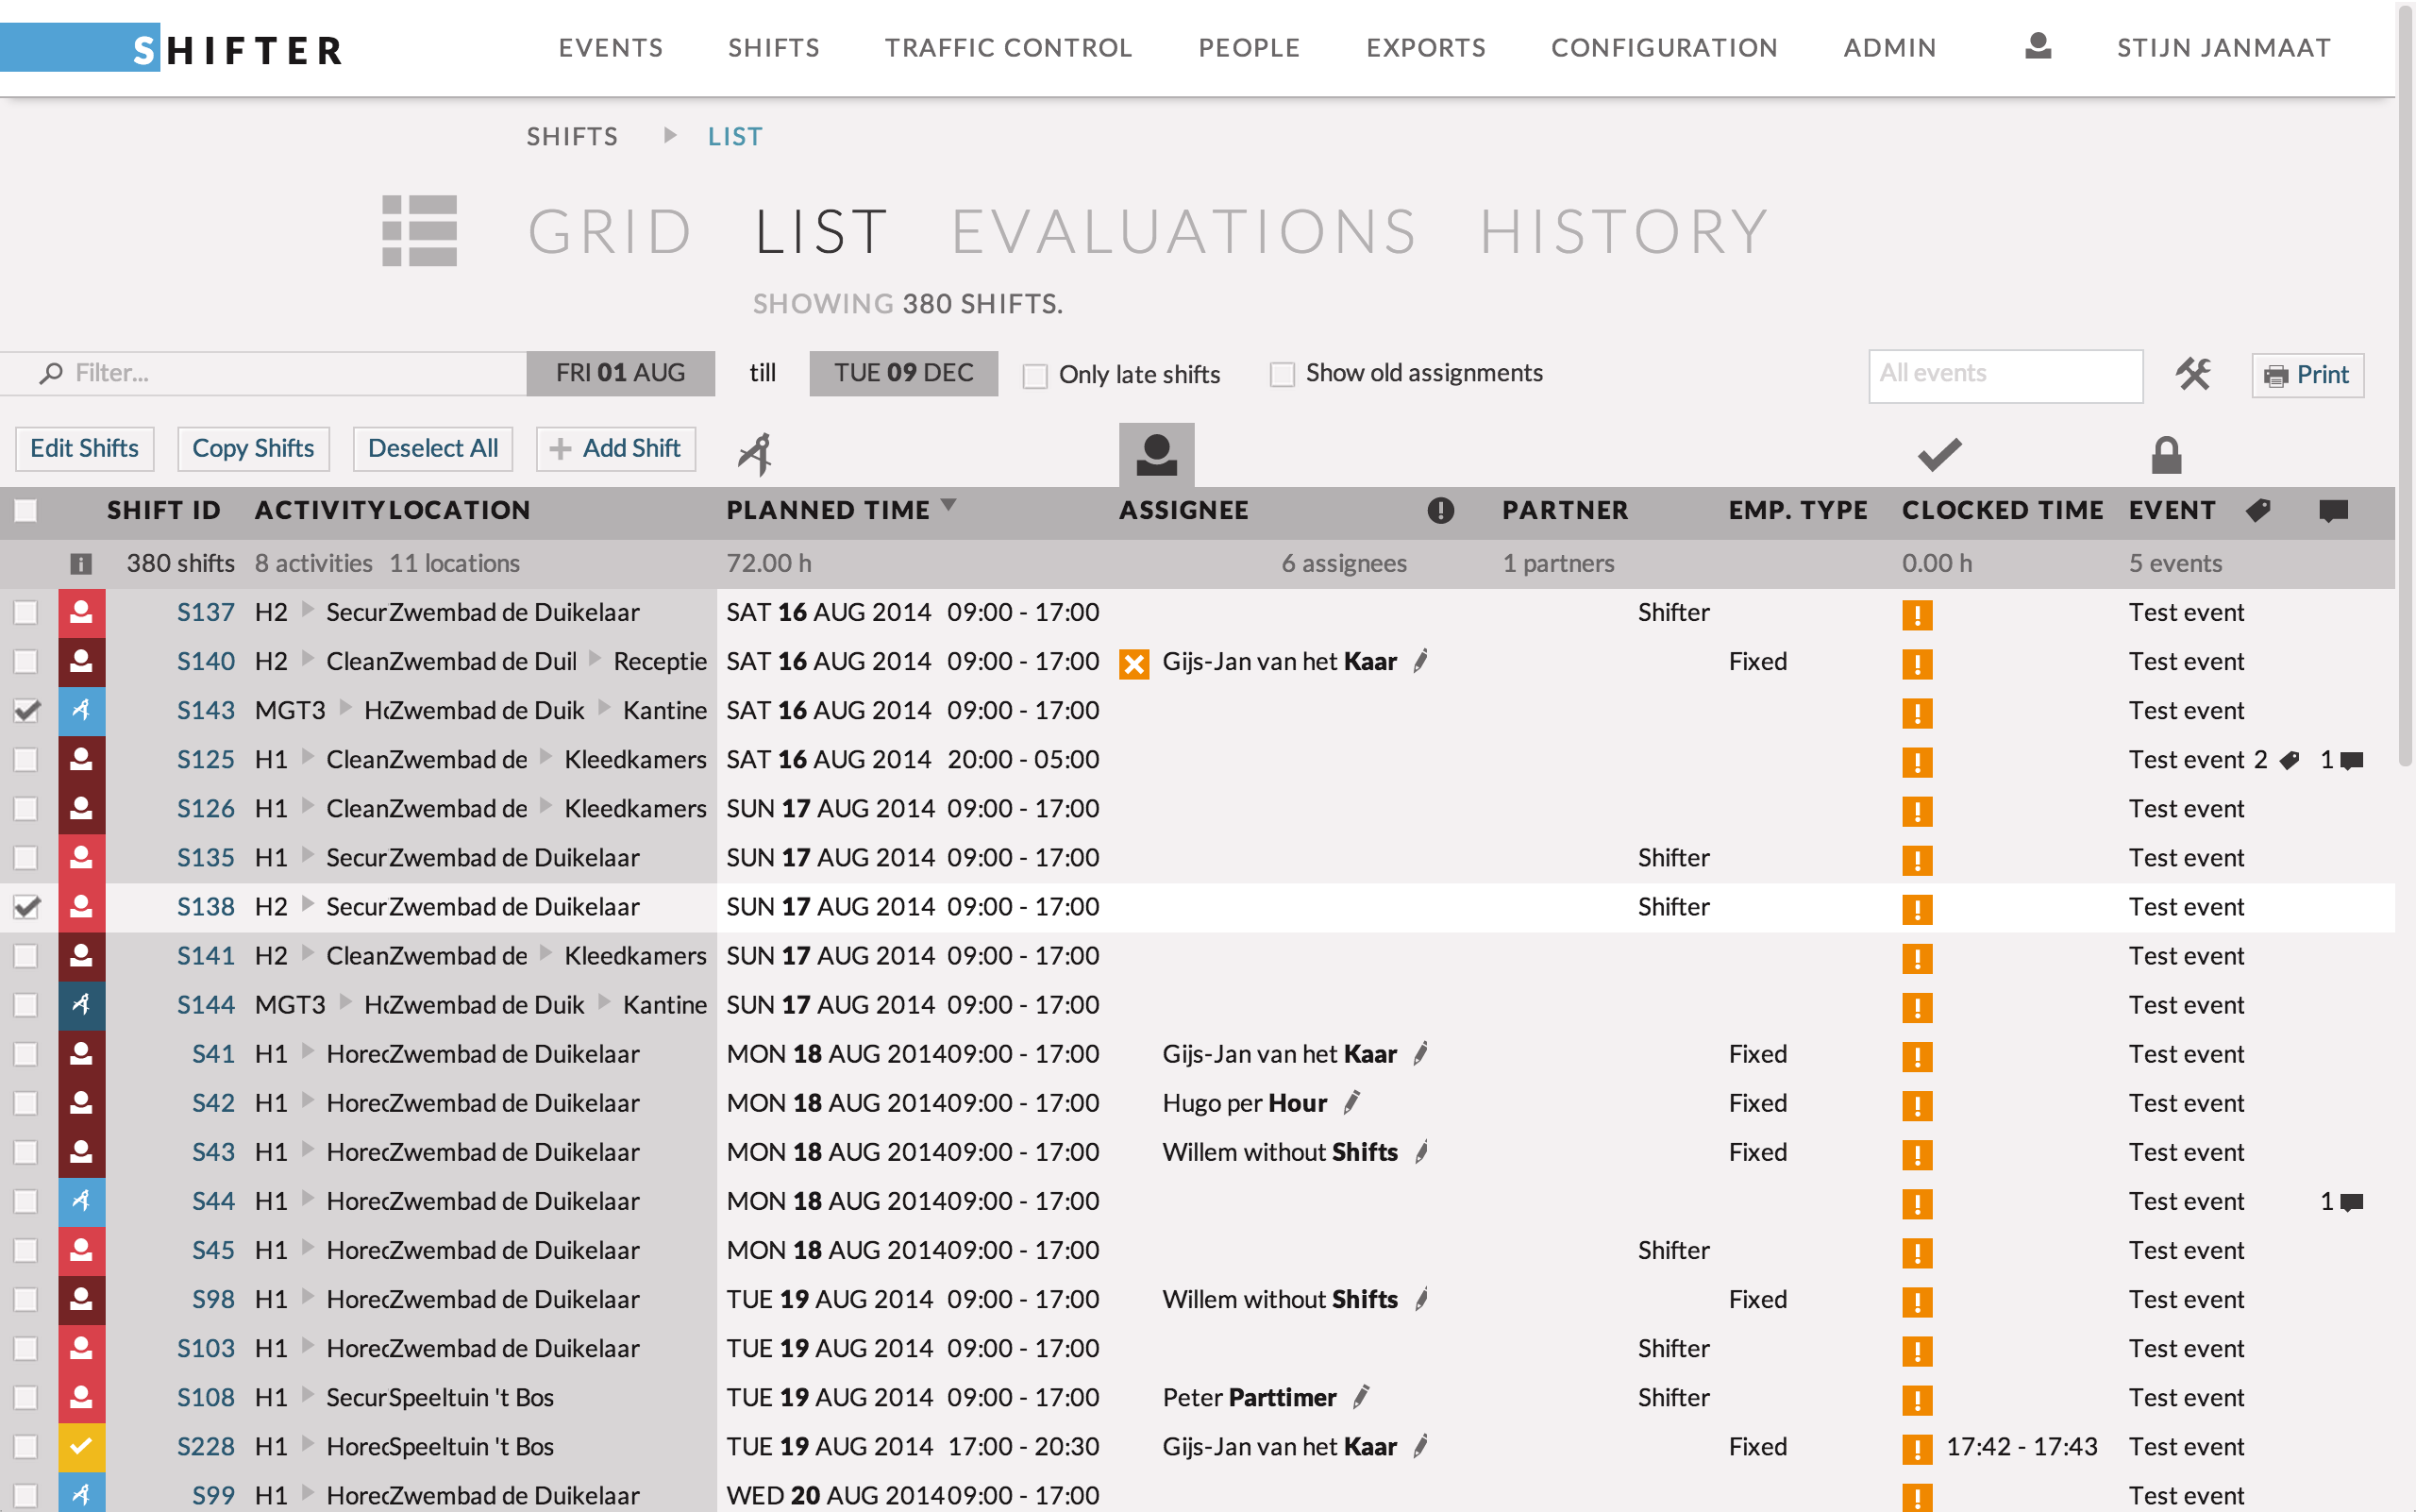 SHIFTER EVENTS SHIFTS TRAFFIC CONTROL PEOPLE EXPORTS CONFIGURATION ADMIN STIJN JANMAAT
SHIFTS LIST
GRID LIST EVALUATIONS HISTORY
SHOWING 380 SHIFTS.
Filter... FRI 01 AUG till TUE 09 DEC Only late shifts Show old assignments All events Print
Edit Shifts Copy Shifts Deselect All Add Shift
SHIFT ID ACTIVITY LOCATION PLANNED TIME ASSIGNEE PARTNER EMP. TYPE CLOCKED TIME EVENT
380 shifts 8 activities 11 locations 72.00 h 6 assignees 1 partners 0.00 h 5 events
S137 H2 Secur Zwembad de Duikelaar SAT 16 AUG 2014 09:00 - 17:00 Shifter Test event
S140 H2 Clean Zwembad de Duil Receptie SAT 16 AUG 2014 09:00 - 17:00 Gijs-Jan van het Kaar Fixed Test event
S143 MGT3 Ho Zwembad de Duik Kantine SAT 16 AUG 2014 09:00 - 17:00 Test event
S125 H1 Clean Zwembad de Kleedkamers SAT 16 AUG 2014 20:00 - 05:00 Test event 2 1
S126 H1 Clean Zwembad de Kleedkamers SUN 17 AUG 2014 09:00 - 17:00 Test event
S135 H1 Secur Zwembad de Duikelaar SUN 17 AUG 2014 09:00 - 17:00 Shifter Test event
S138 H2 Secur Zwembad de Duikelaar SUN 17 AUG 2014 09:00 - 17:00 Shifter Test event
S141 H2 Clean Zwembad de Kleedkamers SUN 17 AUG 2014 09:00 - 17:00 Test event
S144 MGT3 Ho Zwembad de Duik Kantine SUN 17 AUG 2014 09:00 - 17:00 Test event
S41 H1 Horec Zwembad de Duikelaar MON 18 AUG 2014 09:00 - 17:00 Gijs-Jan van het Kaar Fixed Test event
S42 H1 Horec Zwembad de Duikelaar MON 18 AUG 2014 09:00 - 17:00 Hugo per Hour Fixed Test event
S43 H1 Horec Zwembad de Duikelaar MON 18 AUG 2014 09:00 - 17:00 Willem without Shifts Fixed Test event
S44 H1 Horec Zwembad de Duikelaar MON 18 AUG 2014 09:00 - 17:00 Test event 1
S45 H1 Horec Zwembad de Duikelaar MON 18 AUG 2014 09:00 - 17:00 Shifter Test event
S98 H1 Horec Zwembad de Duikelaar TUE 19 AUG 2014 09:00 - 17:00 Willem without Shifts Fixed Test event
S103 H1 Horec Zwembad de Duikelaar TUE 19 AUG 2014 09:00 - 17:00 Shifter Test event
S108 H1 Secur Speeltuin 't Bos TUE 19 AUG 2014 09:00 - 17:00 Peter Parttimer Shifter Test event
S228 H1 Horec Speeltuin 't Bos TUE 19 AUG 2014 17:00 - 20:30 Gijs-Jan van het Kaar Fixed 17:42 - 17:43 Test event
S99 H1 Horec Zwembad de Duikelaar WED 20 AUG 2014 09:00 - 17:00 Test event